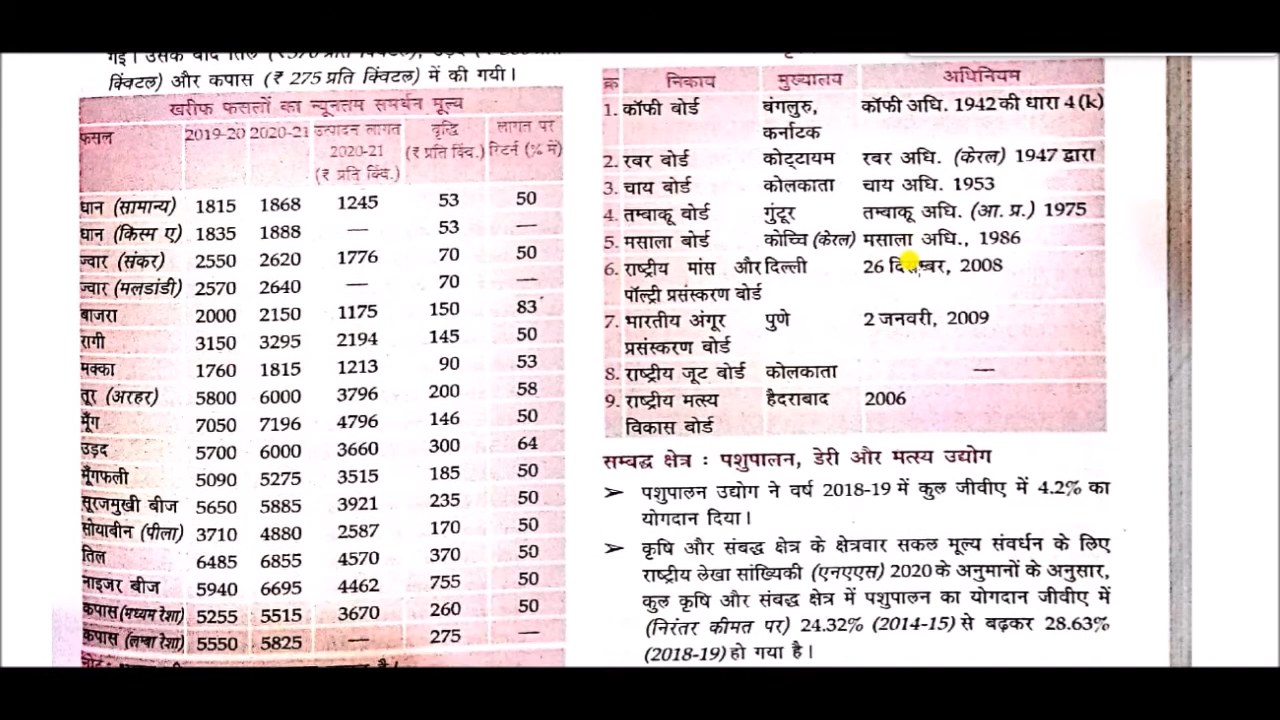 क्विंटल) और कपास (₹ 275 प्रति क्विंटल) में की गयी।
खरीफ फसलों का न्यूनतम समर्थन मूल्य
फसल 2019-20 2020-21 उत्पादन लागत वृद्धि लागत पर
2020-21 (₹ प्रति क्विं.) रिटर्न (% में)
(₹ प्रति क्विं.)
धान (सामान्य) 1815 1868 1245 53 50
धान (किस्म ए) 1835 1888 — 53 —
ज्वार (संकर) 2550 2620 1776 70 50
ज्वार (मलडांडी) 2570 2640 — 70 —
बाजरा 2000 2150 1175 150 83
रागी 3150 3295 2194 145 50
मक्का 1760 1815 1213 90 53
तूर (अरहर) 5800 6000 3796 200 58
मूँग 7050 7196 4796 146 50
उड़द 5700 6000 3660 300 64
मूँगफली 5090 5275 3515 185 50
सूरजमुखी बीज 5650 5885 3921 235 50
सोयाबीन (पीला) 3710 4880 2587 170 50
तिल 6485 6855 4570 370 50
नाइजर बीज 5940 6695 4462 755 50
कपास (मध्यम रेशा) 5255 5515 3670 260 50
कपास (लम्बा रेशा) 5550 5825 — 275 —
क्र निकाय मुख्यालय अधिनियम
1. कॉफी बोर्ड बंगलुरु, कॉफी अधि. 1942 की धारा 4 (k)
कर्नाटक
2. रबर बोर्ड कोट्टायम रबर अधि. (केरल) 1947 द्वारा
3. चाय बोर्ड कोलकाता चाय अधि. 1953
4. तम्बाकू बोर्ड गुंटूर तम्बाकू अधि. (आ. प्र.) 1975
5. मसाला बोर्ड कोच्चि (केरल) मसाला अधि., 1986
6. राष्ट्रीय मांस और दिल्ली 26 दिसम्बर, 2008
पॉल्ट्री प्रसंस्करण बोर्ड
7. भारतीय अंगूर पुणे 2 जनवरी, 2009
प्रसंस्करण बोर्ड
8. राष्ट्रीय जूट बोर्ड कोलकाता —
9. राष्ट्रीय मत्स्य हैदराबाद 2006
विकास बोर्ड
सम्बद्ध क्षेत्र : पशुपालन, डेरी और मत्स्य उद्योग
➢ पशुपालन उद्योग ने वर्ष 2018-19 में कुल जीवीए में 4.2% का
योगदान दिया।
➢ कृषि और संबद्ध क्षेत्र के क्षेत्रवार सकल मूल्य संवर्धन के लिए
राष्ट्रीय लेखा सांख्यिकी (एनएएस) 2020 के अनुमानों के अनुसार,
कुल कृषि और संबद्ध क्षेत्र में पशुपालन का योगदान जीवीए में
(निरंतर कीमत पर) 24.32% (2014-15) से बढ़कर 28.63%
(2018-19) हो गया है।